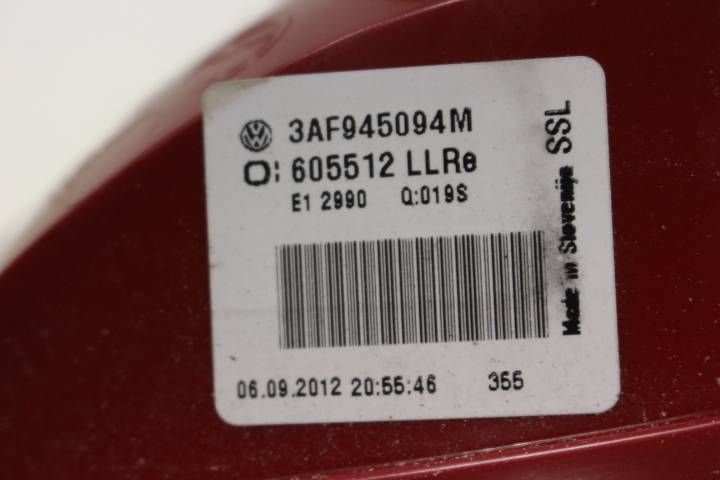 3AF945094M
O: 605512 LLRe
E1 2990 Q:019S
06.09.2012 20:55:46 355
Made in Slovenija SSL